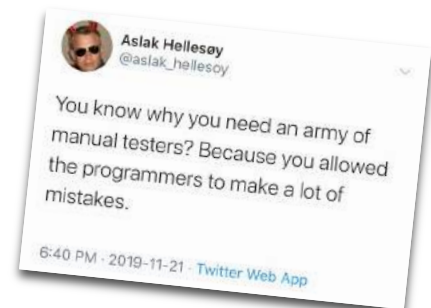 Aslak Hellesøy
@aslak_hellesoy
You know why you need an army of
manual testers? Because you allowed
the programmers to make a lot of
mistakes.
6:40 PM · 2019-11-21 · Twitter Web App